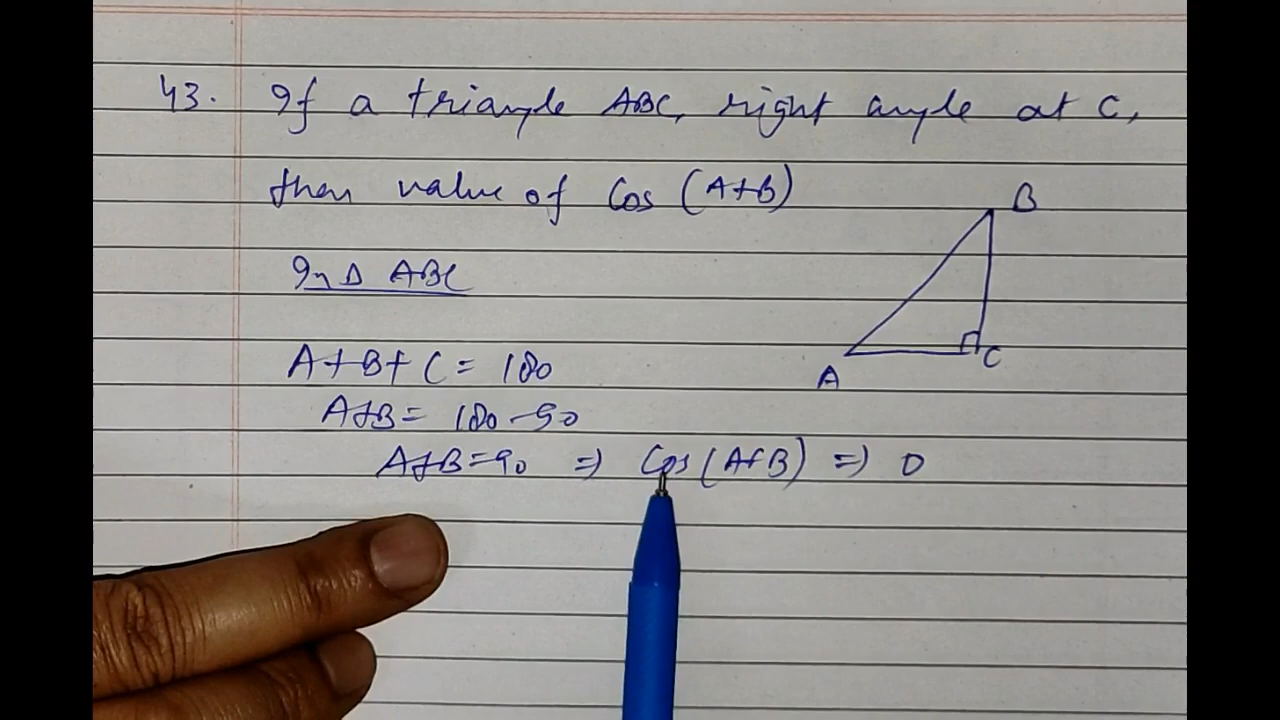 43. If a triangle ABC, right angle at C,
then value of Cos (A+B)
B
In Δ ABC
A+B+C = 180
C
A
A+B = 180-90
A+B=90 => Cos(A+B) => 0